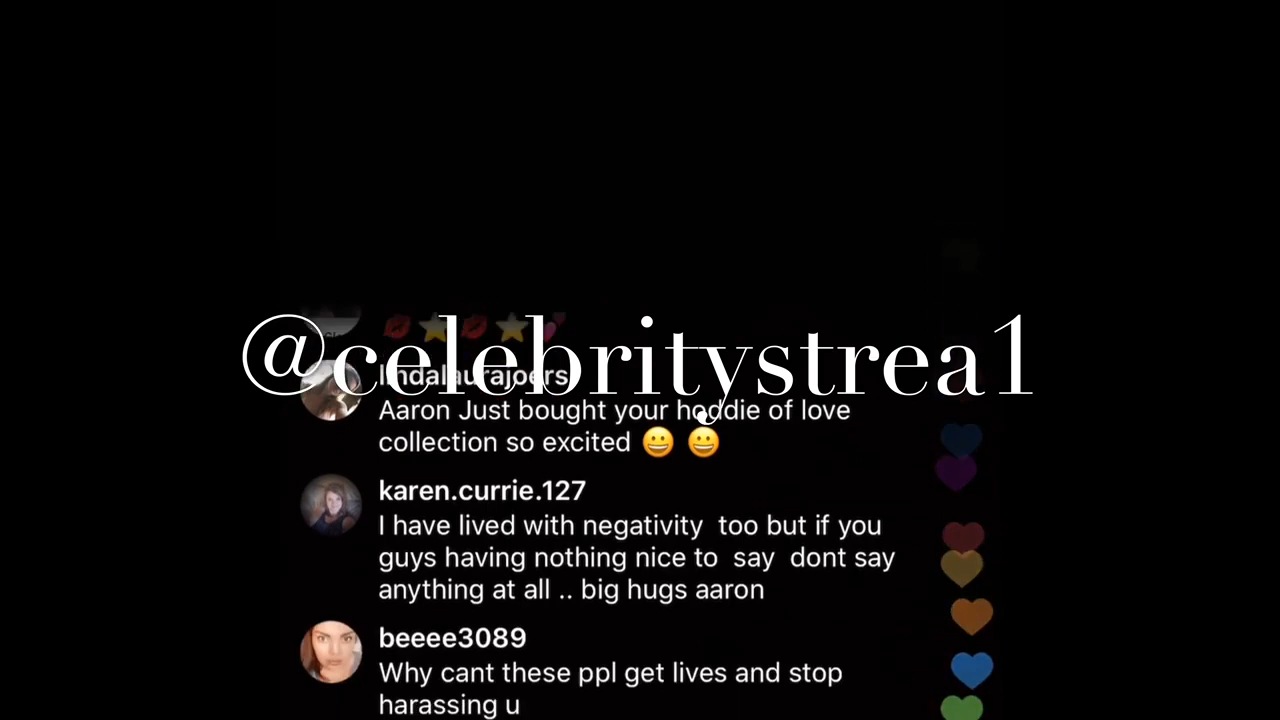 @celebritystrea1
lindalaurajoers
Aaron Just bought your hoddie of love
collection so excited 😀 😀
karen.currie.127
I have lived with negativity too but if you
guys having nothing nice to say dont say
anything at all .. big hugs aaron
beeee3089
Why cant these ppl get lives and stop
harassing u